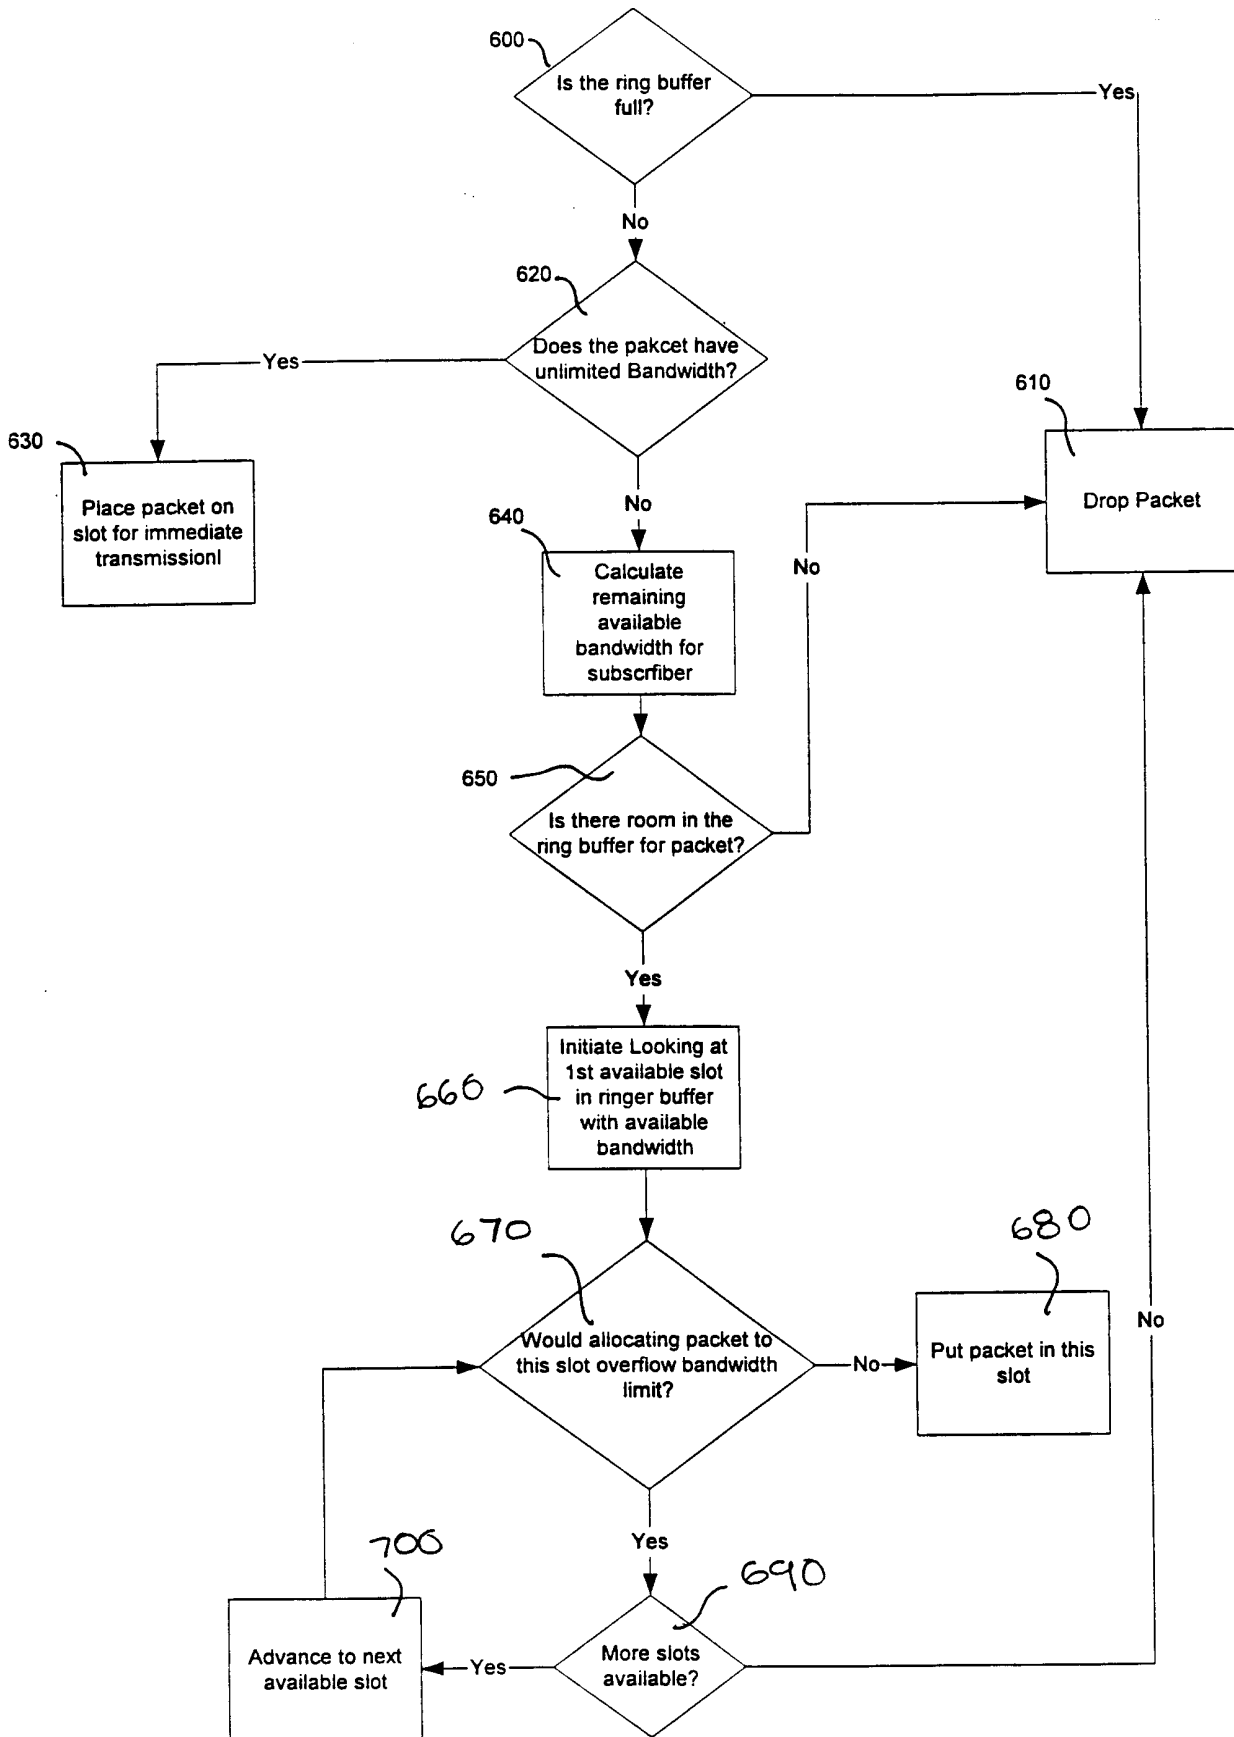 600
Is the ring buffer
full?
Yes
No
620
Does the pakcet have
unlimited Bandwidth?
Yes
610
630
Place packet on
slot for immediate
transmissionl
No
Drop Packet
640
Calculate
remaining
available
bandwidth for
subscrfiber
No
650
Is there room in the
ring buffer for packet?
Yes
660
Initiate Looking at
1st available slot
in ringer buffer
with available
bandwidth
670
680
Would allocating packet to
this slot overflow bandwidth
limit?
No
Put packet in this
slot
No
Yes
700
690
Advance to next
available slot
Yes
More slots
available?